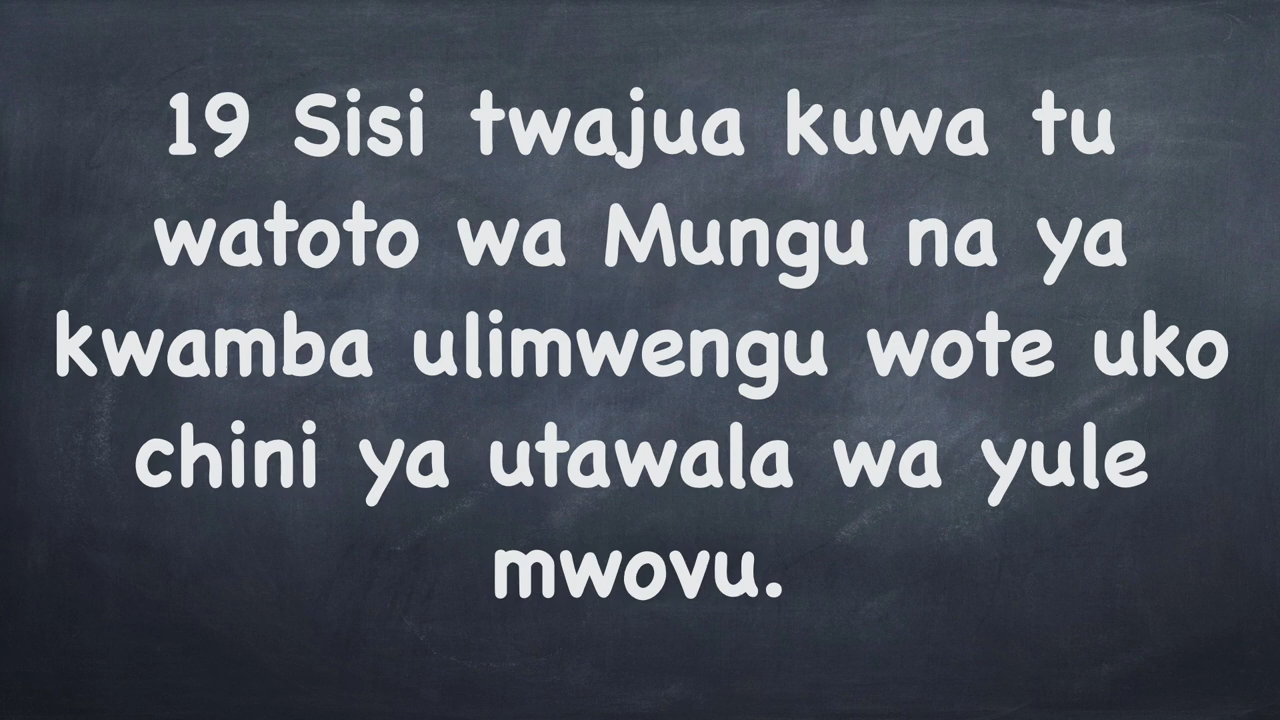 19 Sisi twajua kuwa tu
watoto wa Mungu na ya
kwamba ulimwengu wote uko
chini ya utawala wa yule
mwovu.